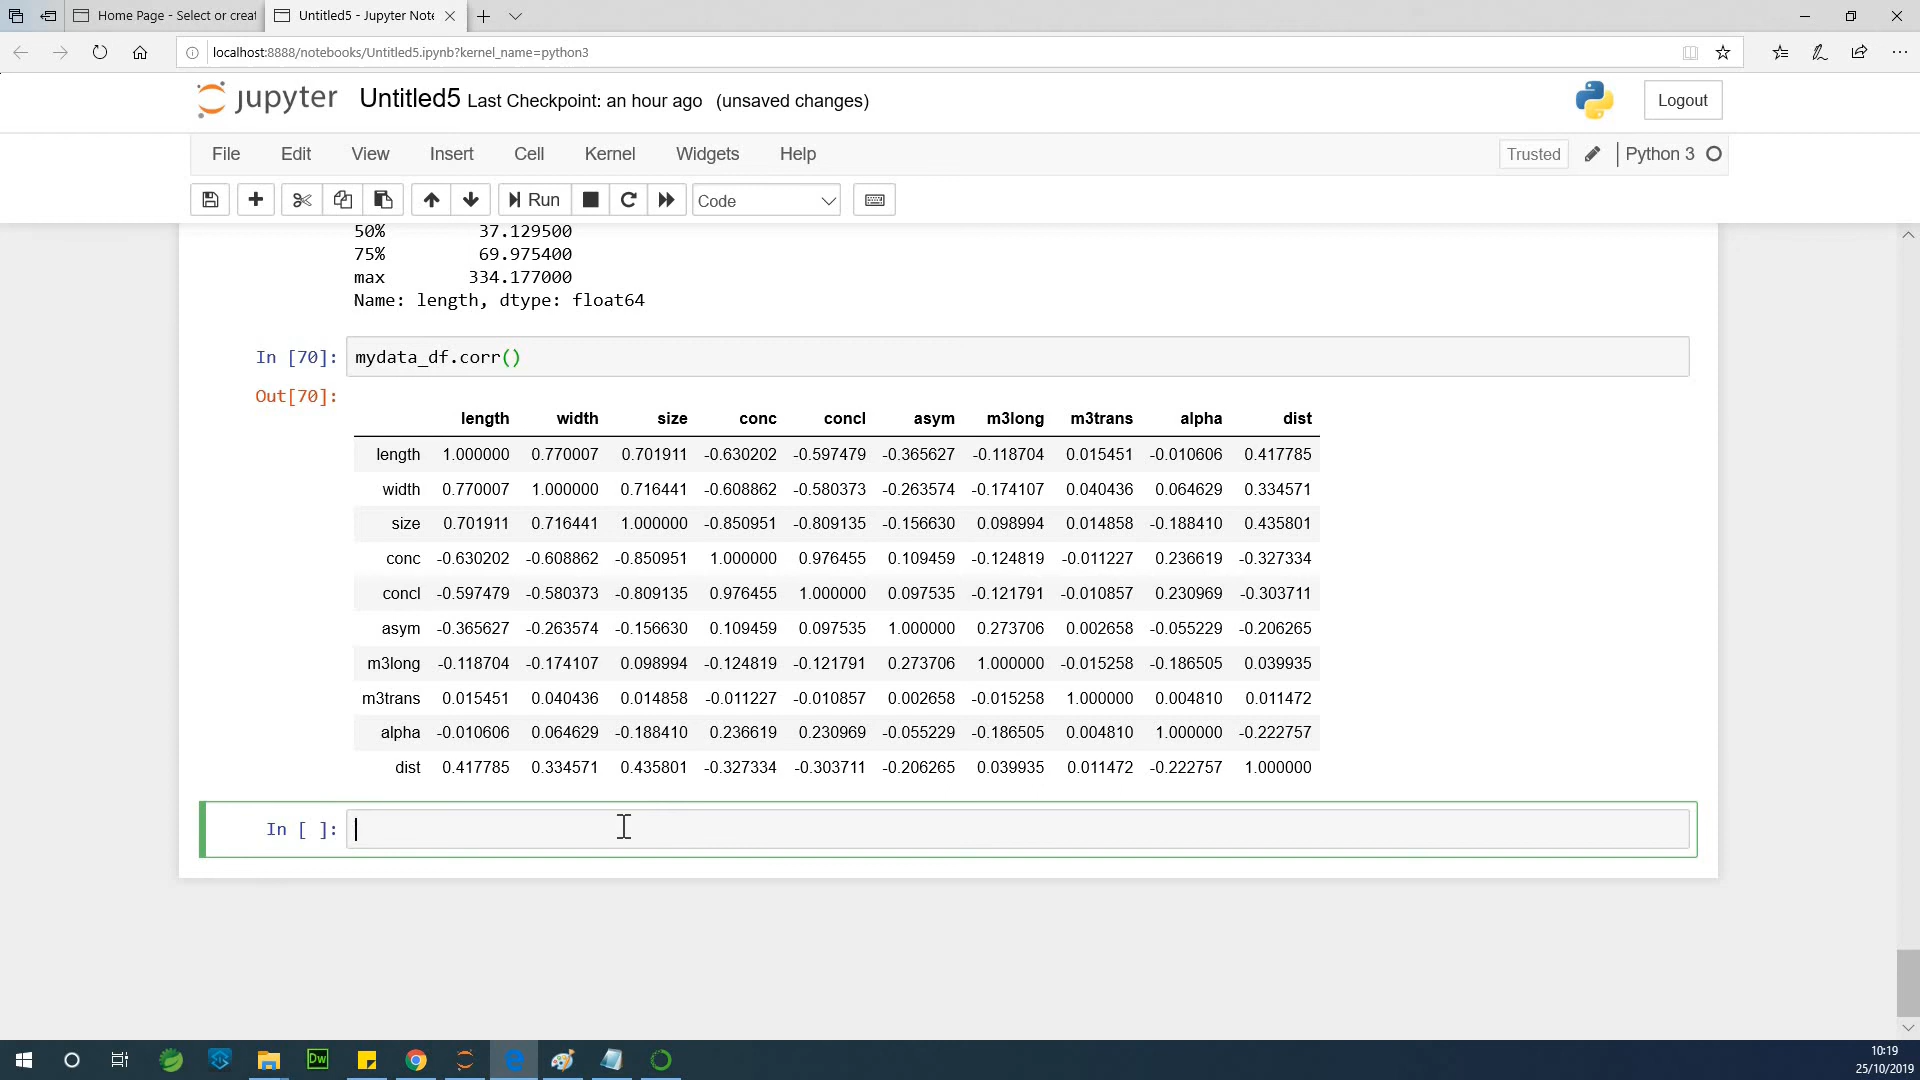 Home Page - Select or creat
Untitled5 - Jupyter Note
localhost:8888/notebooks/Untitled5.ipynb?kernel_name=python3
jupyter Untitled5 Last Checkpoint: an hour ago (unsaved changes)
Logout
File Edit View Insert Cell Kernel Widgets Help
Trusted Python 3
Run Code
50% 37.129500
75% 69.975400
max 334.177000
Name: length, dtype: float64
In [70]: mydata_df.corr()
Out[70]:
length width size conc concl asym m3long m3trans alpha dist
length 1.000000 0.770007 0.701911 -0.630202 -0.597479 -0.365627 -0.118704 0.015451 -0.010606 0.417785
width 0.770007 1.000000 0.716441 -0.608862 -0.580373 -0.263574 -0.174107 0.040436 0.064629 0.334571
size 0.701911 0.716441 1.000000 -0.850951 -0.809135 -0.156630 0.098994 0.014858 -0.188410 0.435801
conc -0.630202 -0.608862 -0.850951 1.000000 0.976455 0.109459 -0.124819 -0.011227 0.236619 -0.327334
concl -0.597479 -0.580373 -0.809135 0.976455 1.000000 0.097535 -0.121791 -0.010857 0.230969 -0.303711
asym -0.365627 -0.263574 -0.156630 0.109459 0.097535 1.000000 0.273706 0.002658 -0.055229 -0.206265
m3long -0.118704 -0.174107 0.098994 -0.124819 -0.121791 0.273706 1.000000 -0.015258 -0.186505 0.039935
m3trans 0.015451 0.040436 0.014858 -0.011227 -0.010857 0.002658 -0.015258 1.000000 0.004810 0.011472
alpha -0.010606 0.064629 -0.188410 0.236619 0.230969 -0.055229 -0.186505 0.004810 1.000000 -0.222757
dist 0.417785 0.334571 0.435801 -0.327334 -0.303711 -0.206265 0.039935 0.011472 -0.222757 1.000000
In [ ]:
Dw
10:19
25/10/2019